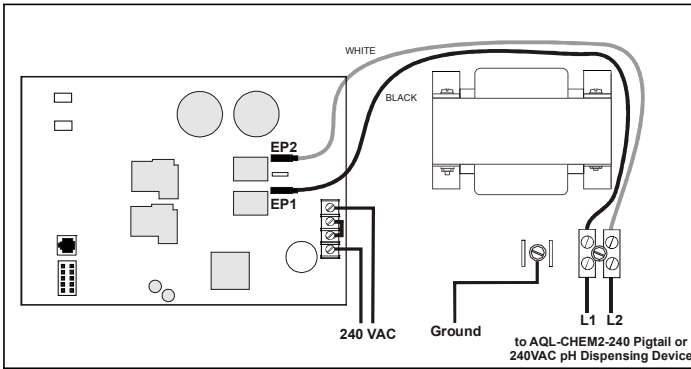 WHITE
BLACK
EP2
EP1
240 VAC
Ground
L1 L2
to AQL-CHEM2-240 Pigtail or
240VAC pH Dispensing Device